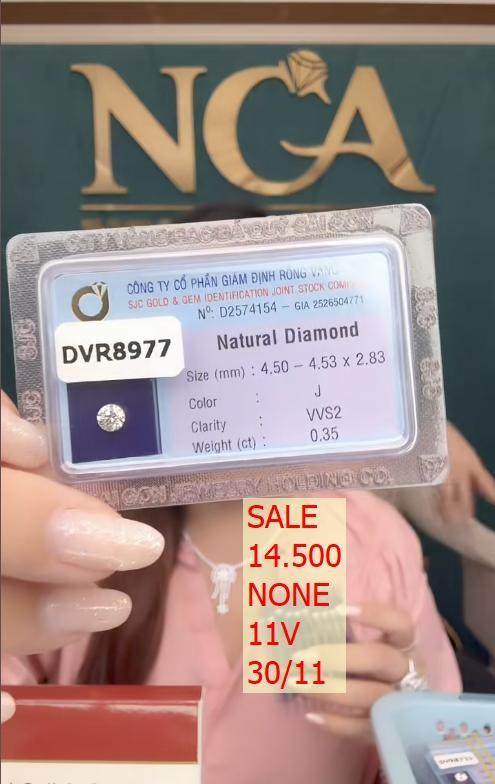 NCA
CÔNG TY CỔ PHẦN GIÁM ĐỊNH RỒNG VÀNG
SJC GOLD & GEM IDENTIFICATION JOINT STOCK
Nº: D2574154 – GIA 2526504771
DVR8977
Natural Diamond
Size (mm) : 4.50 – 4.53 x 2.83
Color : J
Clarity : VVS2
Weight (ct) : 0.35
SALE
14.500
NONE
11V
30/11